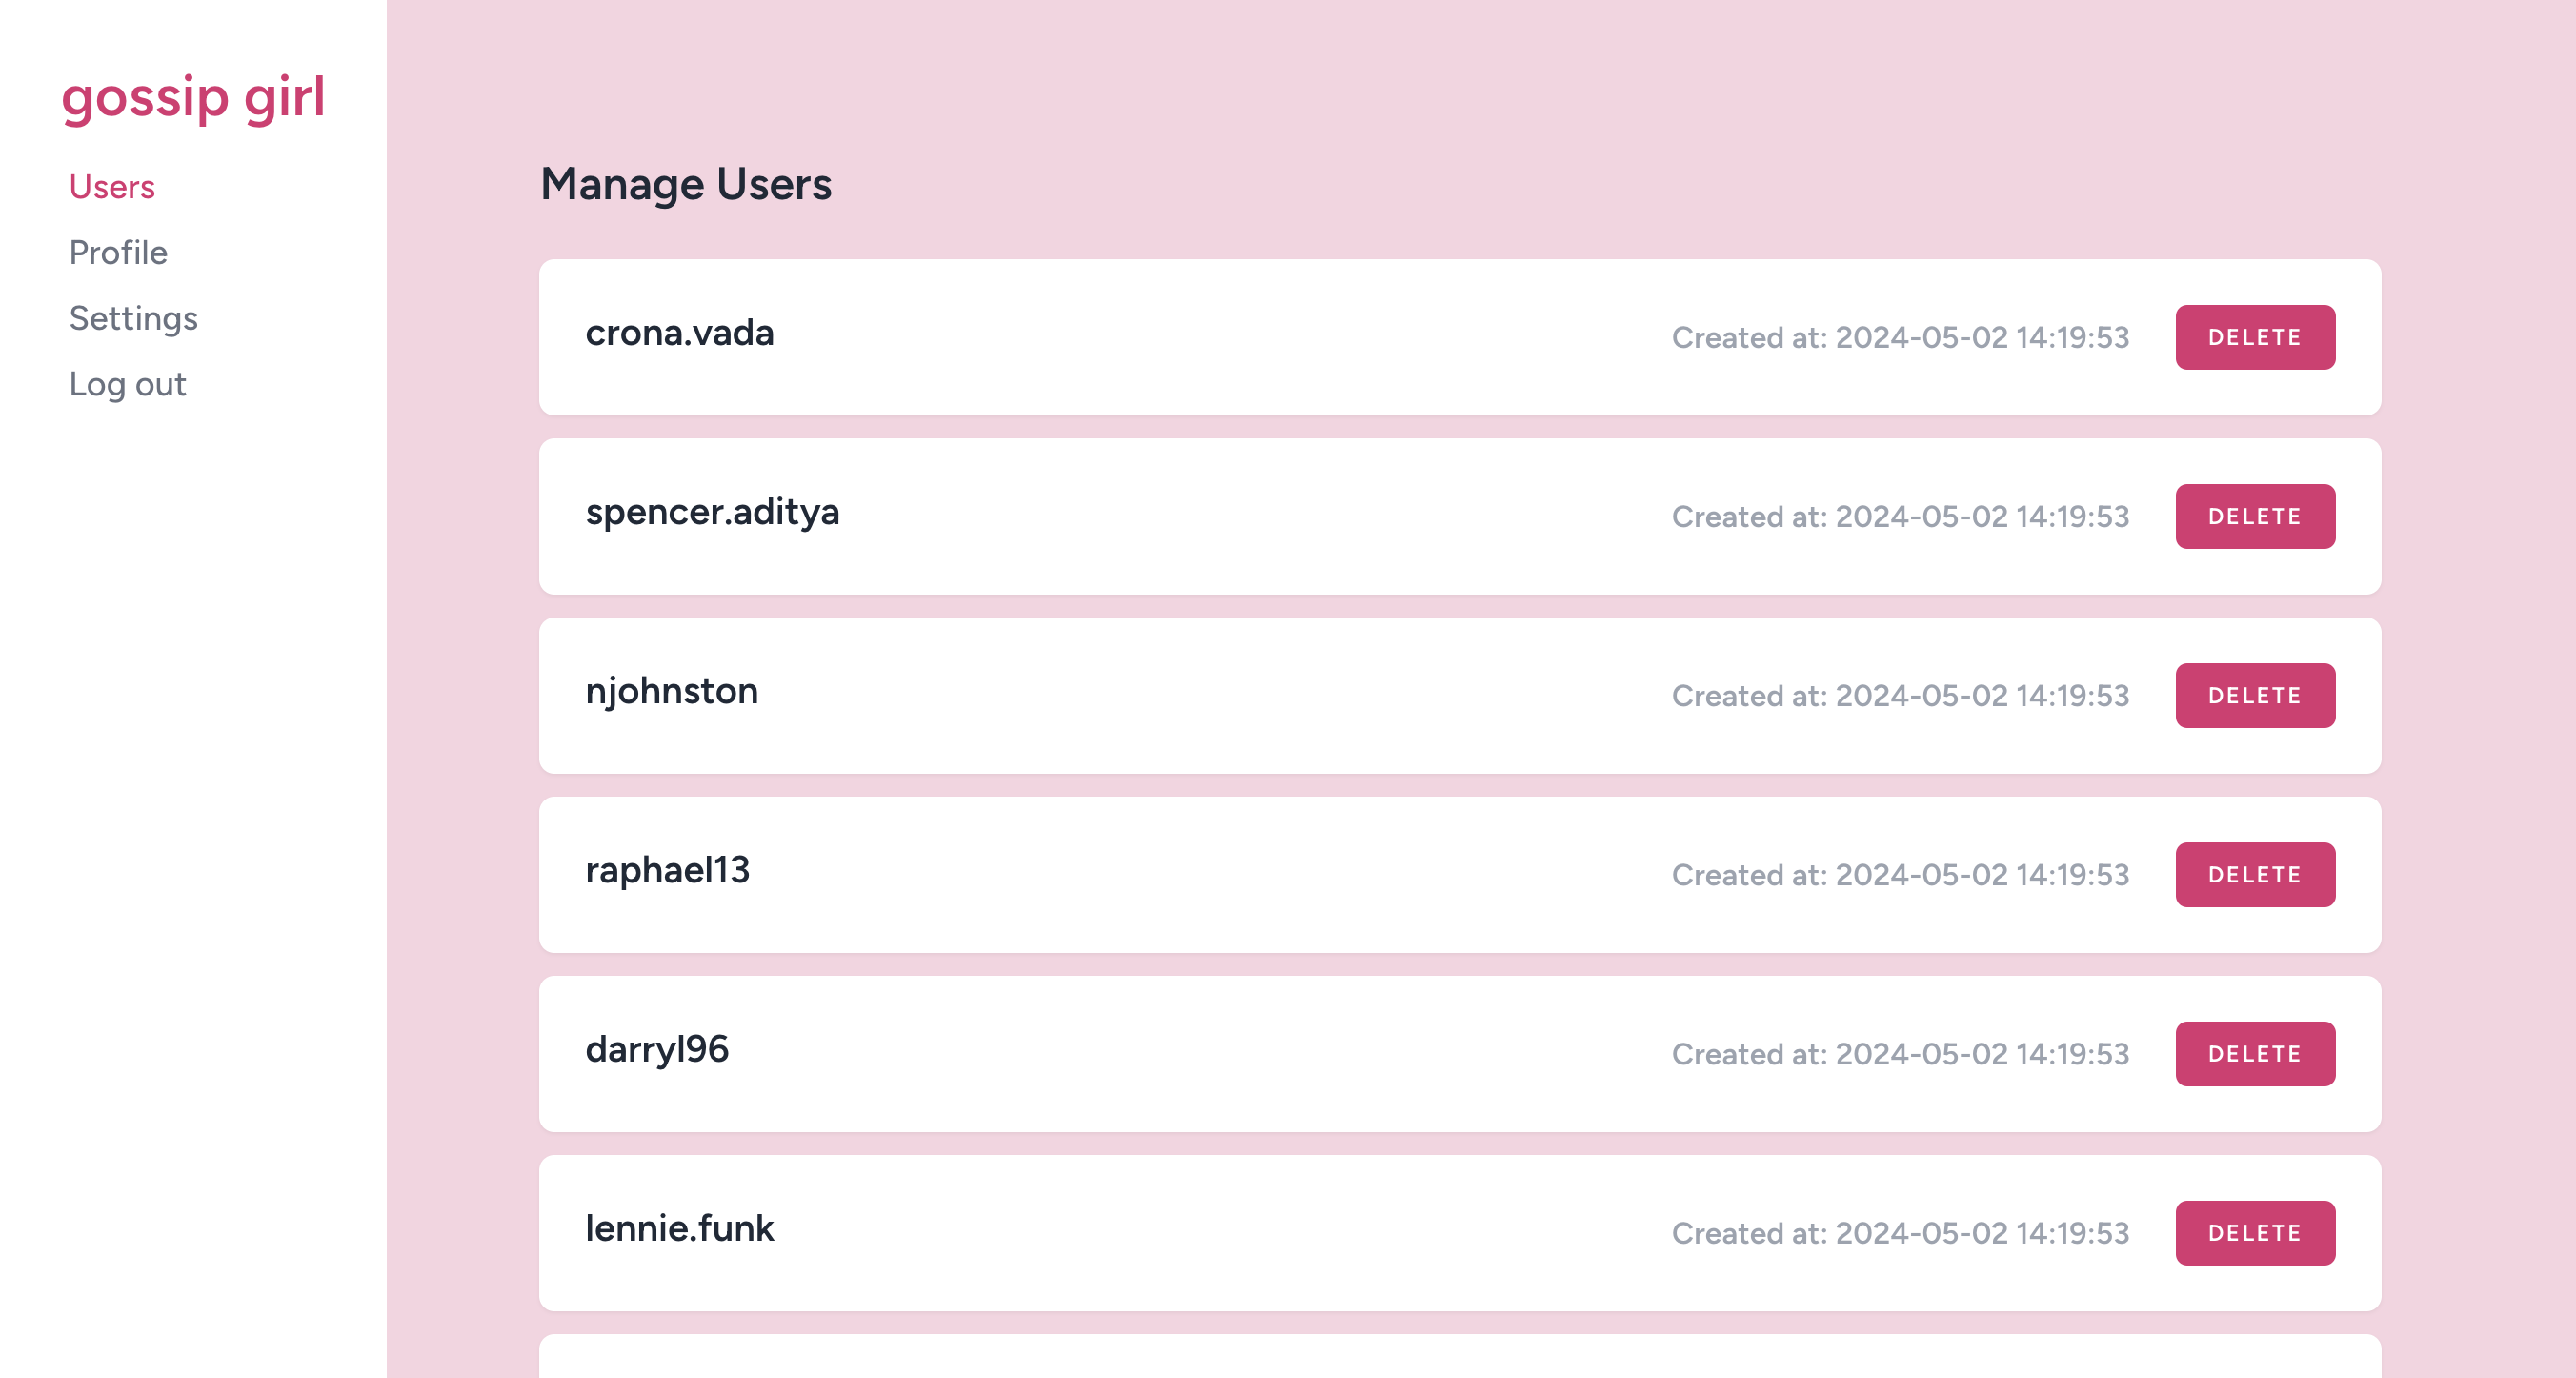 gossip girl
Users
Profile
Settings
Log out
Manage Users
crona.vada Created at: 2024-05-02 14:19:53 DELETE
spencer.aditya Created at: 2024-05-02 14:19:53 DELETE
njohnston Created at: 2024-05-02 14:19:53 DELETE
raphael13 Created at: 2024-05-02 14:19:53 DELETE
darryl96 Created at: 2024-05-02 14:19:53 DELETE
lennie.funk Created at: 2024-05-02 14:19:53 DELETE